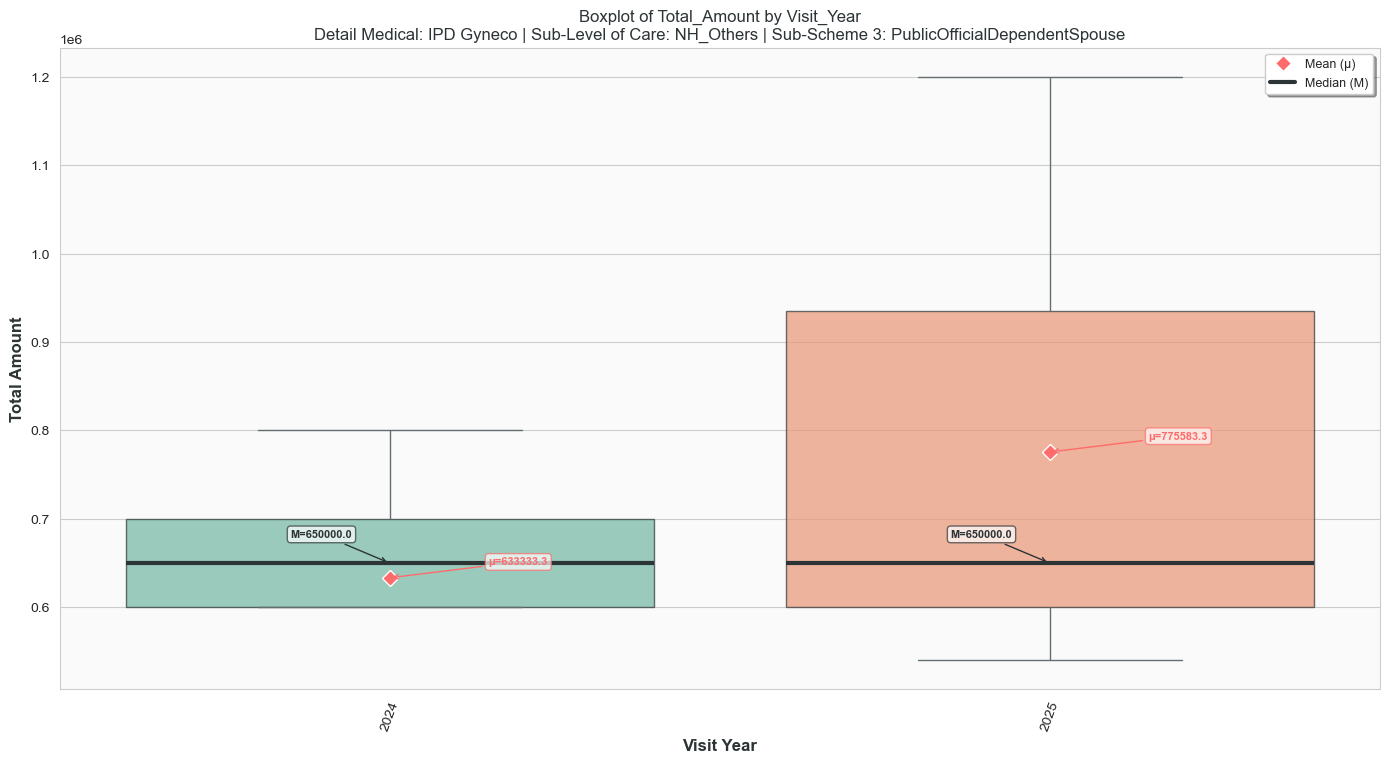 Boxplot of Total_Amount by Visit_Year
Detail Medical: IPD Gyneco | Sub-Level of Care: NH_Others | Sub-Scheme 3: PublicOfficialDependentSpouse
1e6
Mean (μ)
Median (M)
1.2
1.1
1.0
0.9
0.8
0.7
0.6
Total Amount
M=650000.0
μ=633333.3
μ=775583.3
M=650000.0
2024
2025
Visit Year